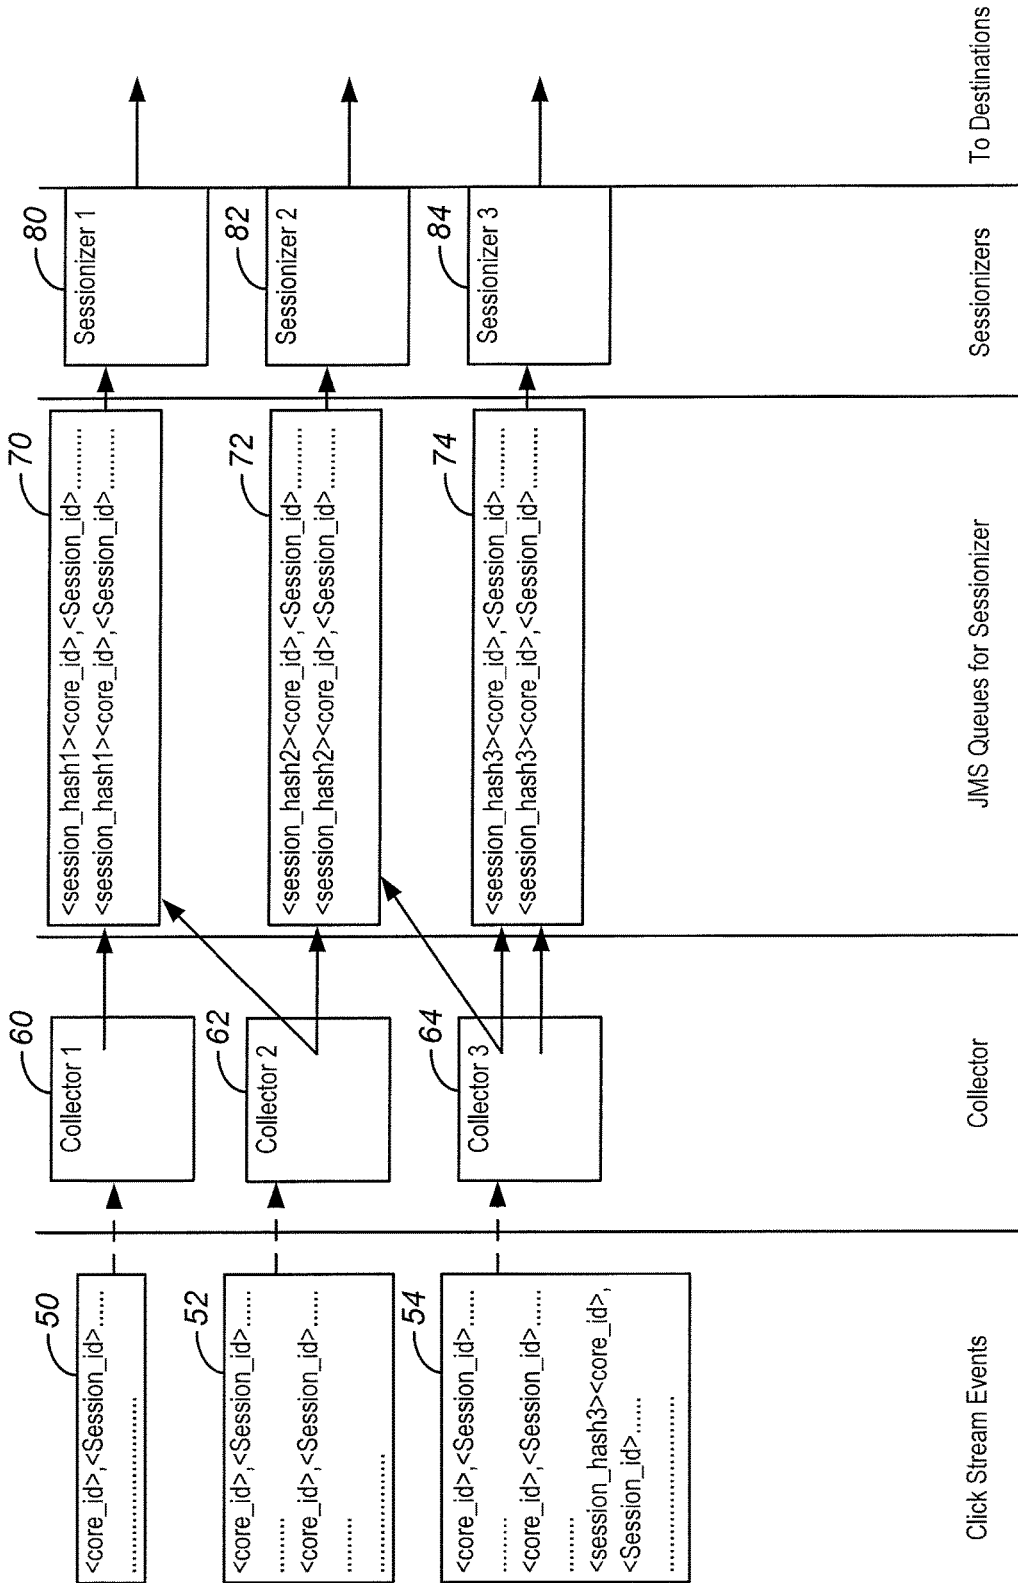 50
<core_id>,<Session_id>......
..............................
52
<core_id>,<Session_id>......
........
<core_id>,<Session_id>......
........
....................
54
<core_id>,<Session_id>......
........
<core_id>,<Session_id>......
........
<session_hash3><core_id>,
<Session_id>......
..............................
Click Stream Events
60
Collector 1
62
Collector 2
64
Collector 3
Collector
70
<session_hash1><core_id>,<Session_id>..........
<session_hash1><core_id>,<Session_id>..........
72
<session_hash2><core_id>,<Session_id>..........
<session_hash2><core_id>,<Session_id>..........
74
<session_hash3><core_id>,<Session_id>..........
<session_hash3><core_id>,<Session_id>..........
JMS Queues for Sessionizer
80
Sessionizer 1
82
Sessionizer 2
84
Sessionizer 3
Sessionizers
To Destinations